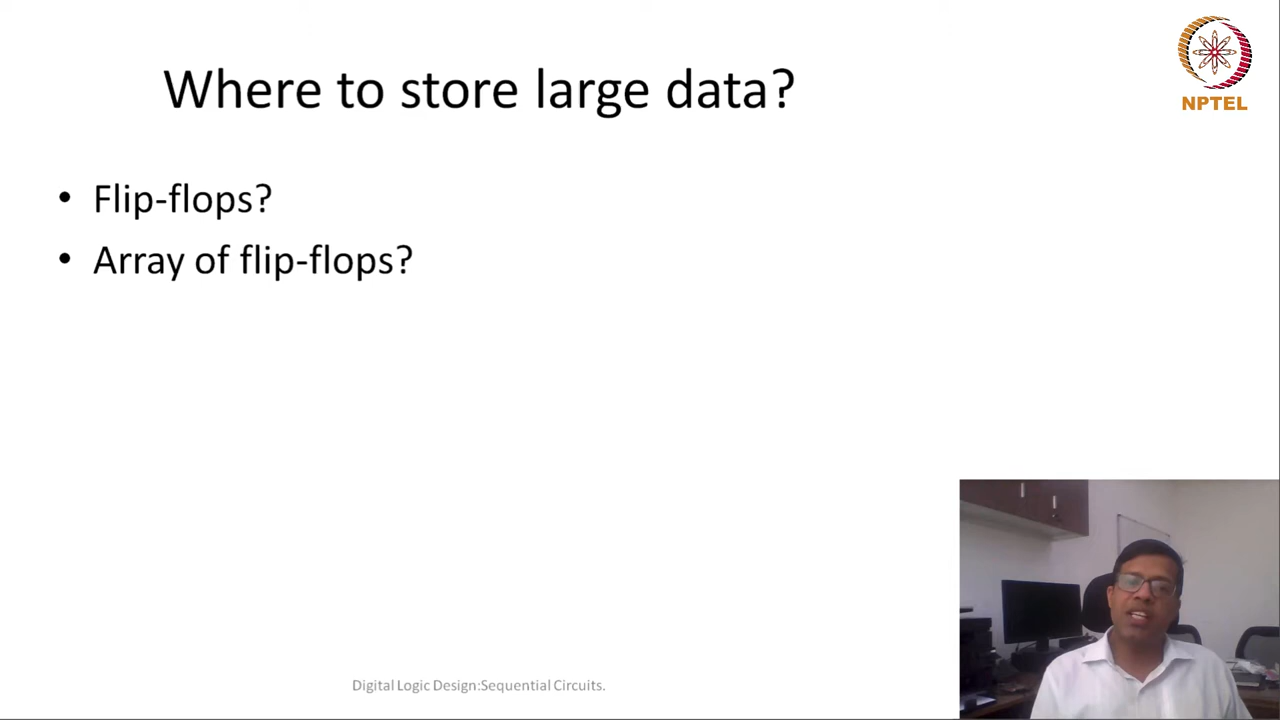 Where to store large data?
NPTEL
• Flip-flops?
• Array of flip-flops?
Digital Logic Design:Sequential Circuits.